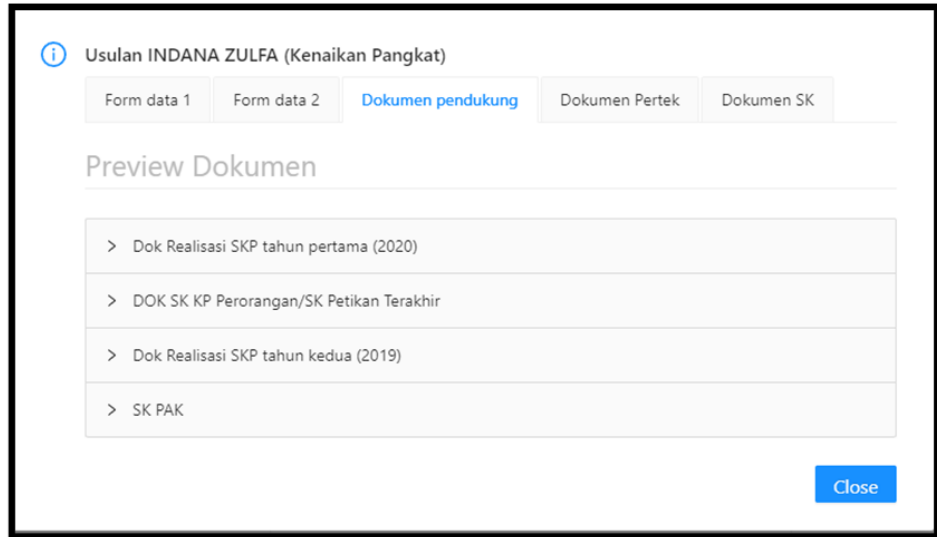 Usulan INDANA ZULFA (Kenaikan Pangkat)
Form data 1 Form data 2 Dokumen pendukung Dokumen Pertek Dokumen SK
Preview Dokumen
> Dok Realisasi SKP tahun pertama (2020)
> DOK SK KP Perorangan/SK Petikan Terakhir
> Dok Realisasi SKP tahun kedua (2019)
> SK PAK
Close